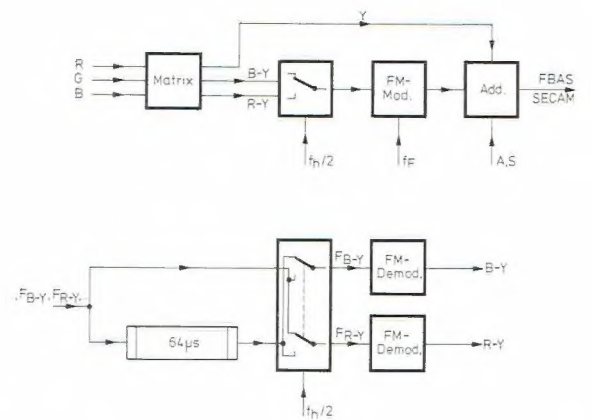 Y
R
G
B
Matrix
B-Y
R-Y
FM-
Mod.
Add.
FBAS
SECAM
fh/2
fF
A,S
FB-Y
FM-
Demod.
B-Y
.FB-Y.FR-Y.
64µs
FR-Y
FM-
Demod.
R-Y
fh/2